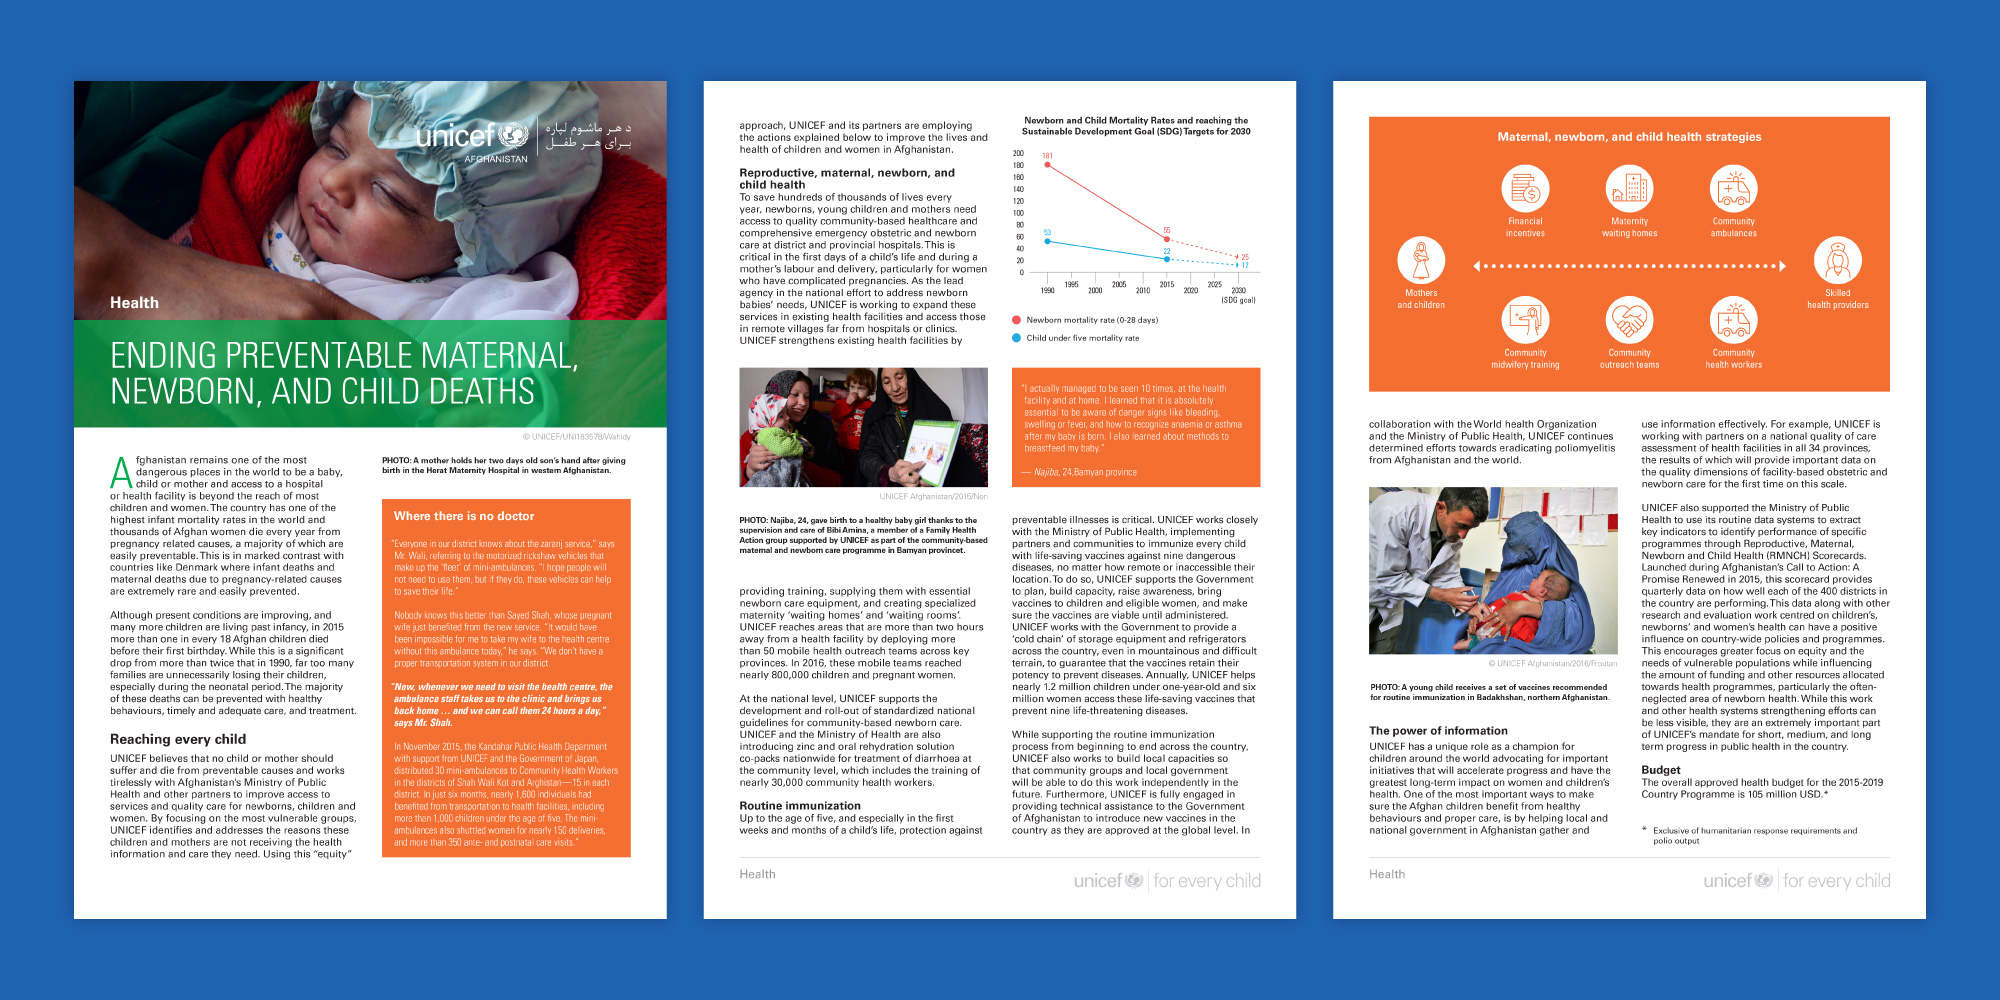 unicef
AFGHANISTAN
د هر ماشوم لپاره
برای هر طفل
Health
ENDING PREVENTABLE MATERNAL,
NEWBORN, AND CHILD DEATHS
© UNICEF/UNI183578/Wahidy
Afghanistan remains one of the most
dangerous places in the world to be a baby,
child or mother and access to a hospital
or health facility is beyond the reach of most
children and women. The country has one of the
highest infant mortality rates in the world and
thousands of Afghan women die every year from
pregnancy related causes, a majority of which are
easily preventable. This is in marked contrast with
countries like Denmark where infant deaths and
maternal deaths due to pregnancy-related causes
are extremely rare and easily prevented.
Although present conditions are improving, and
many more children are living past infancy, in 2015
more than one in every 18 Afghan children died
before their first birthday. While this is a significant
drop from more than twice that in 1990, far too many
families are unnecessarily losing their children,
especially during the neonatal period. The majority
of these deaths can be prevented with healthy
behaviours, timely and adequate care, and treatment.
Reaching every child
UNICEF believes that no child or mother should
suffer and die from preventable causes and works
tirelessly with Afghanistan's Ministry of Public
Health and other partners to improve access to
services and quality care for newborns, children and
women. By focusing on the most vulnerable groups,
UNICEF identifies and addresses the reasons these
children and mothers are not receiving the health
information and care they need. Using this “equity”
PHOTO: A mother holds her two days old son's hand after giving
birth in the Herat Maternity Hospital in western Afghanistan.
Where there is no doctor
“Everyone in our district knows about the zaranj service,” says
Mr. Wali, referring to the motorized rickshaw vehicles that
make up the 'fleet' of mini-ambulances. “I hope people will
not need to use them, but if they do, these vehicles can help
to save their life.”
Nobody knows this better than Sayed Shah, whose pregnant
wife just benefited from the new service. “It would have
been impossible for me to take my wife to the health centre
without this ambulance today,” he says. “We don't have a
proper transportation system in our district.
“Now, whenever we need to visit the health centre, the
ambulance staff takes us to the clinic and brings us
back home ... and we can call them 24 hours a day,”
says Mr. Shah.
In November 2015, the Kandahar Public Health Department
with support from UNICEF and the Government of Japan,
distributed 30 mini-ambulances to Community Health Workers
in the districts of Shah Wali Kot and Arghistan—15 in each
district. In just six months, nearly 1,600 individuals had
benefited from transportation to health facilities, including
more than 1,000 children under the age of five. The mini-
ambulances also shuttled women for nearly 150 deliveries,
and more than 350 ante- and postnatal care visits.”
approach, UNICEF and its partners are employing
the actions explained below to improve the lives and
health of children and women in Afghanistan.
Reproductive, maternal, newborn, and
child health
To save hundreds of thousands of lives every
year, newborns, young children and mothers need
access to quality community-based healthcare and
comprehensive emergency obstetric and newborn
care at district and provincial hospitals. This is
critical in the first days of a child's life and during a
mother's labour and delivery, particularly for women
who have complicated pregnancies. As the lead
agency in the national effort to address newborn
babies' needs, UNICEF is working to expand these
services in existing health facilities and access those
in remote villages far from hospitals or clinics.
UNICEF strengthens existing health facilities by
Newborn and Child Mortality Rates and reaching the
Sustainable Development Goal (SDG) Targets for 2030
200
180
160
140
120
100
80
60
40
20
0
181
53
55
22
25
12
1990
1995
2000
2005
2010
2015
2020
2025
2030
(SDG goal)
Newborn mortality rate (0-28 days)
Child under five mortality rate
UNICEF Afghanistan/2015/Nori
PHOTO: Najiba, 24, gave birth to a healthy baby girl thanks to the
supervision and care of Bibi Amina, a member of a Family Health
Action group supported by UNICEF as part of the community-based
maternal and newborn care programme in Bamyan provincet.
“I actually managed to be seen 10 times, at the health
facility and at home. I learned that it is absolutely
essential to be aware of danger signs like bleeding,
swelling or fever, and how to recognize anaemia or asthma
after my baby is born. I also learned about methods to
breastfeed my baby.”
— Najiba, 24,Bamyan province
providing training, supplying them with essential
newborn care equipment, and creating specialized
maternity 'waiting homes' and 'waiting rooms'.
UNICEF reaches areas that are more than two hours
away from a health facility by deploying more
than 50 mobile health outreach teams across key
provinces. In 2016, these mobile teams reached
nearly 800,000 children and pregnant women.
At the national level, UNICEF supports the
development and roll-out of standardized national
guidelines for community-based newborn care.
UNICEF and the Ministry of Health are also
introducing zinc and oral rehydration solution
co-packs nationwide for treatment of diarrhoea at
the community level, which includes the training of
nearly 30,000 community health workers.
Routine immunization
Up to the age of five, and especially in the first
weeks and months of a child's life, protection against
preventable illnesses is critical. UNICEF works closely
with the Ministry of Public Health, implementing
partners and communities to immunize every child
with life-saving vaccines against nine dangerous
diseases, no matter how remote or inaccessible their
location. To do so, UNICEF supports the Government
to plan, build capacity, raise awareness, bring
vaccines to children and eligible women, and make
sure the vaccines are viable until administered.
UNICEF works with the Government to provide a
'cold chain' of storage equipment and refrigerators
across the country, even in mountainous and difficult
terrain, to guarantee that the vaccines retain their
potency to prevent diseases. Annually, UNICEF helps
nearly 1.2 million children under one-year-old and six
million women access these life-saving vaccines that
prevent nine life-threatening diseases.
While supporting the routine immunization
process from beginning to end across the country,
UNICEF also works to build local capacities so
that community groups and local government
will be able to do this work independently in the
future. Furthermore, UNICEF is fully engaged in
providing technical assistance to the Government
of Afghanistan to introduce new vaccines in the
country as they are approved at the global level. In
Health
unicef for every child
Maternal, newborn, and child health strategies
Financial
incentives
Maternity
waiting homes
Community
ambulances
Mothers
and children
Skilled
health providers
Community
midwifery training
Community
outreach teams
Community
health workers
collaboration with the World health Organization
and the Ministry of Public Health, UNICEF continues
determined efforts towards eradicating poliomyelitis
from Afghanistan and the world.
© UNICEF Afghanistan/2016/Froutan
PHOTO: A young child receives a set of vaccines recommended
for routine immunization in Badakhshan, northern Afghanistan.
The power of information
UNICEF has a unique role as a champion for
children around the world advocating for important
initiatives that will accelerate progress and have the
greatest long-term impact on women and children's
health. One of the most important ways to make
sure the Afghan children benefit from healthy
behaviours and proper care, is by helping local and
national government in Afghanistan gather and
use information effectively. For example, UNICEF is
working with partners on a national quality of care
assessment of health facilities in all 34 provinces,
the results of which will provide important data on
the quality dimensions of facility-based obstetric and
newborn care for the first time on this scale.
UNICEF also supported the Ministry of Public
Health to use its routine data systems to extract
key indicators to identify performance of specific
programmes through Reproductive, Maternal,
Newborn and Child Health (RMNCH) Scorecards.
Launched during Afghanistan's Call to Action: A
Promise Renewed in 2015, this scorecard provides
quarterly data on how well each of the 400 districts in
the country are performing. This data along with other
research and evaluation work centred on children's,
newborns' and women's health can have a positive
influence on country-wide policies and programmes.
This encourages greater focus on equity and the
needs of vulnerable populations while influencing
the amount of funding and other resources allocated
towards health programmes, particularly the often-
neglected area of newborn health. While this work
and other health systems strengthening efforts can
be less visible, they are an extremely important part
of UNICEF's mandate for short, medium, and long
term progress in public health in the country.
Budget
The overall approved health budget for the 2015-2019
Country Programme is 105 million USD.*
* Exclusive of humanitarian response requirements and
polio output
Health
unicef for every child